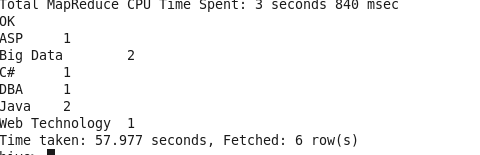 Total MapReduce CPU Time Spent: 3 seconds 840 msec
OK
ASP 1
Big Data 2
C# 1
DBA 1
Java 2
Web Technology 1
Time taken: 57.977 seconds, Fetched: 6 row(s)
hive>